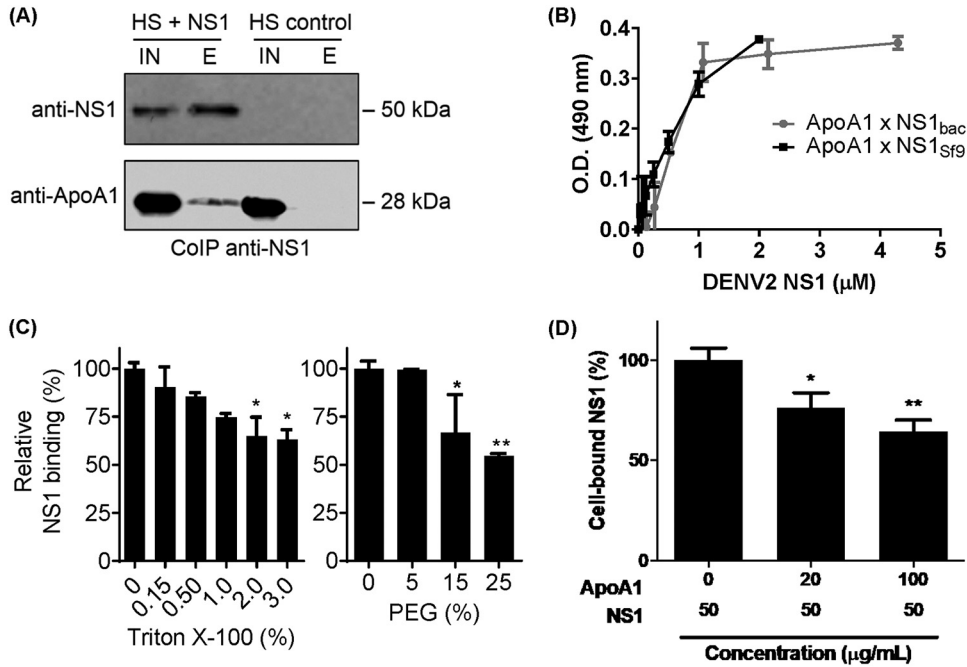 (A)
HS + NS1 HS control
IN E IN E
anti-NS1 – 50 kDa
anti-ApoA1 – 28 kDa
CoIP anti-NS1
(B)
0.4
0.3
0.2
0.1
0.0
O.D. (490 nm)
ApoA1 x NS1bac
ApoA1 x NS1Sf9
0 1 2 3 4 5
DENV2 NS1 (μM)
(C)
Relative
NS1 binding (%)
100
75
50
25
0
* *
0 0.15 0.50 1.0 2.0 3.0
Triton X-100 (%)
100
75
50
25
0
* **
0 5 15 25
PEG (%)
(D)
Cell-bound NS1 (%)
100
50
0
* **
ApoA1 0 20 100
NS1 50 50 50
Concentration (μg/mL)